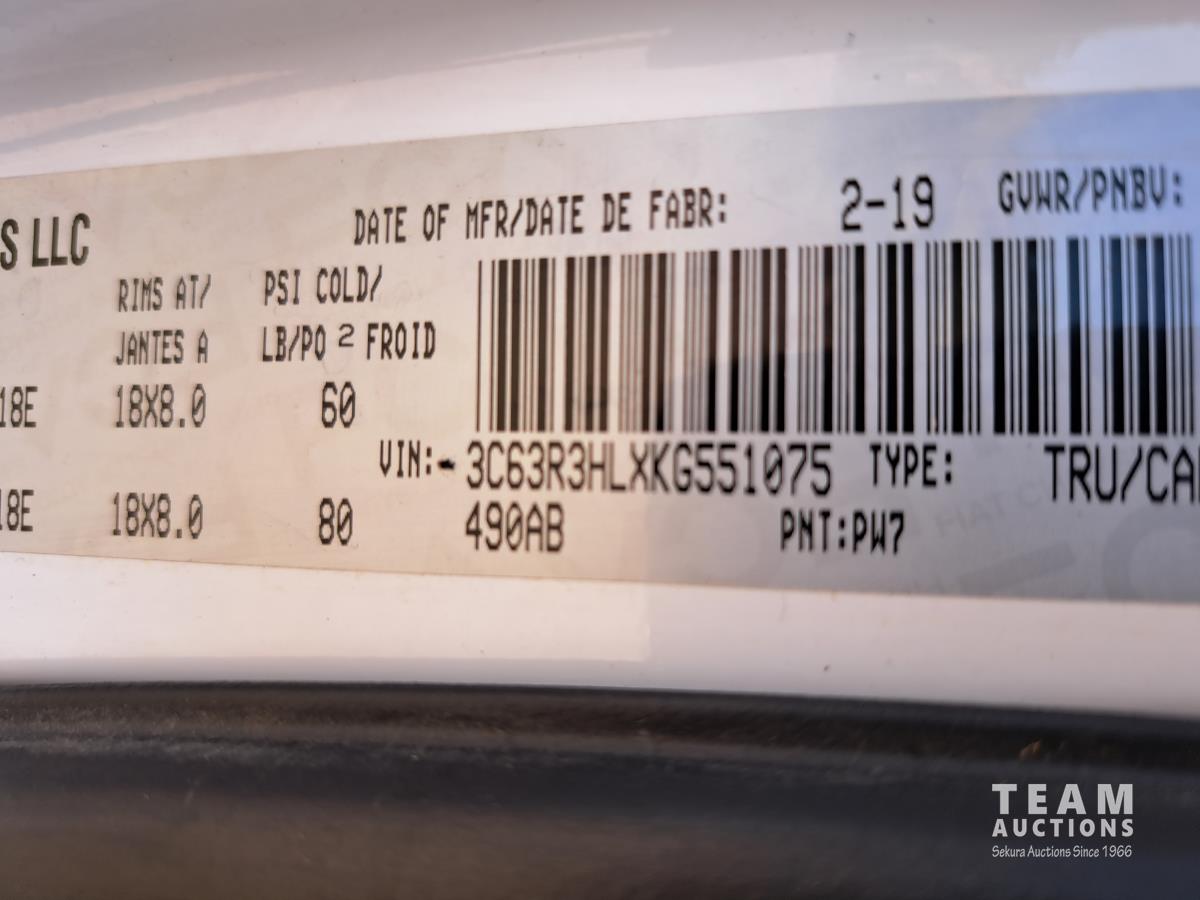 DATE OF MFR/DATE DE FABR: 2-19 GVWR/PNBV:
S LLC
RIMS AT/ PSI COLD/
JANTES A LB/PO 2 FROID
18E 18X8.0 60
VIN:- 3C63R3HLXKG551075 TYPE: TRU/CA
18E 18X8.0 80
490AB PNT:PW7
FIAT C
TEAM
AUCTIONS
Sekura Auctions Since 1966